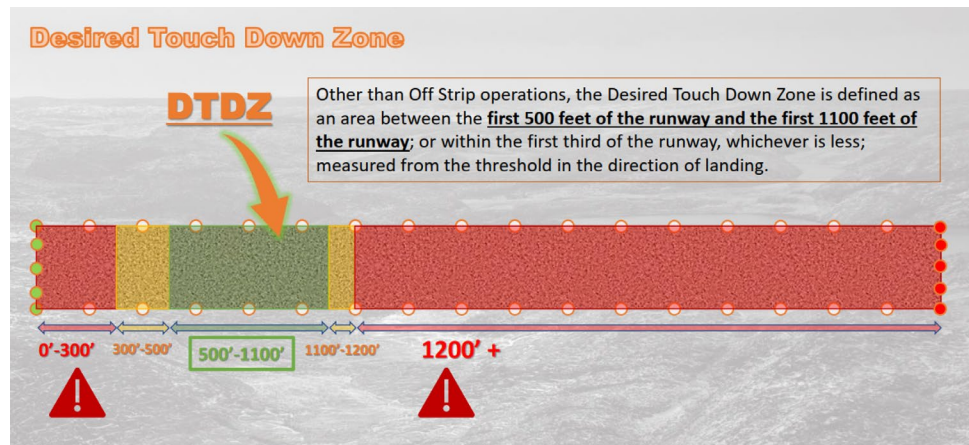 Desired Touch Down Zone
DTDZ
Other than Off Strip operations, the Desired Touch Down Zone is defined as
an area between the first 500 feet of the runway and the first 1100 feet of
the runway; or within the first third of the runway, whichever is less;
measured from the threshold in the direction of landing.
0’-300’ 300’-500’ 500’-1100’ 1100’-1200’ 1200’ +
! !